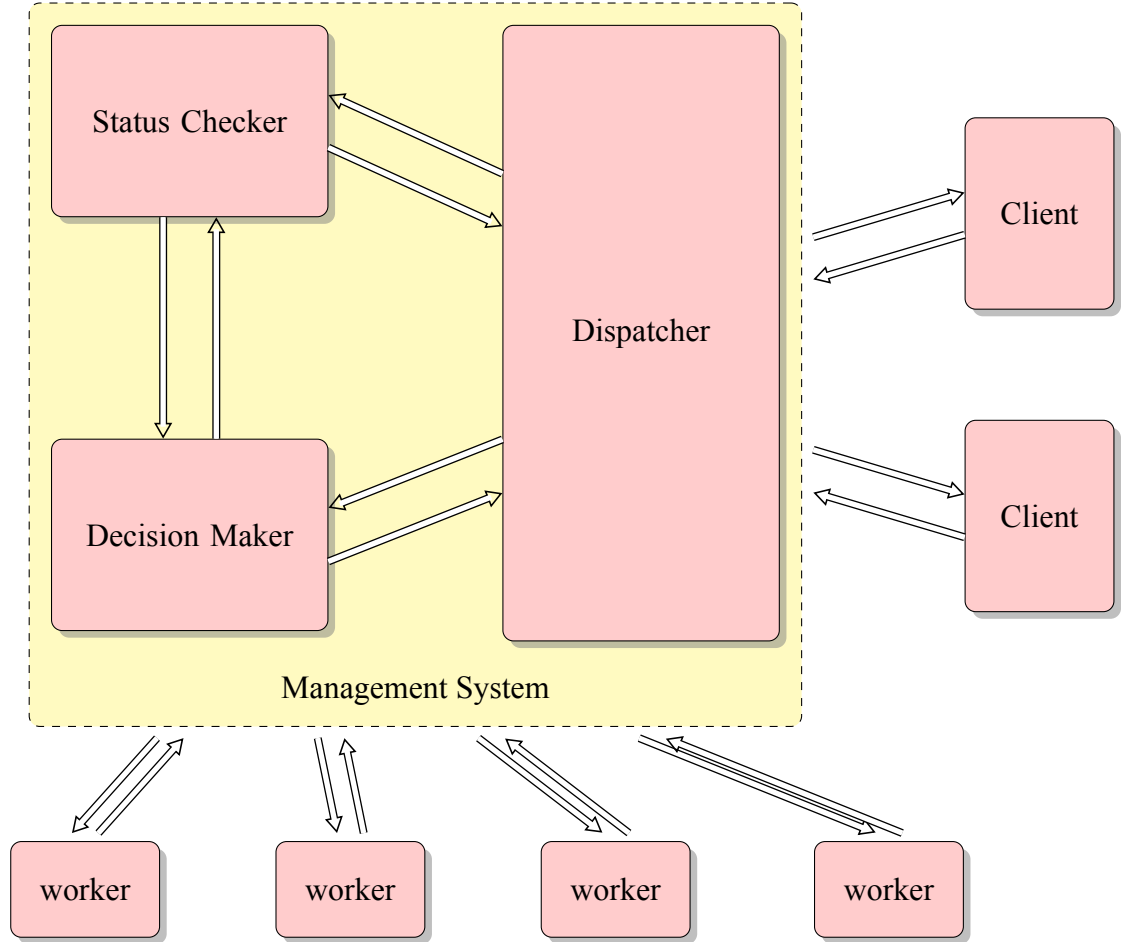 Status Checker
Client
Dispatcher
Client
Decision Maker
Management System
worker
worker
worker
worker